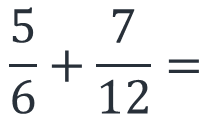 5/6 + 7/12 =